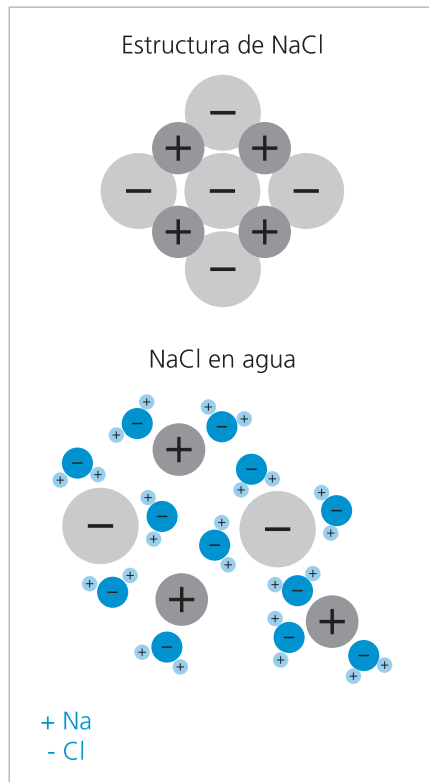 Estructura de NaCl
NaCl en agua
+ Na
- Cl